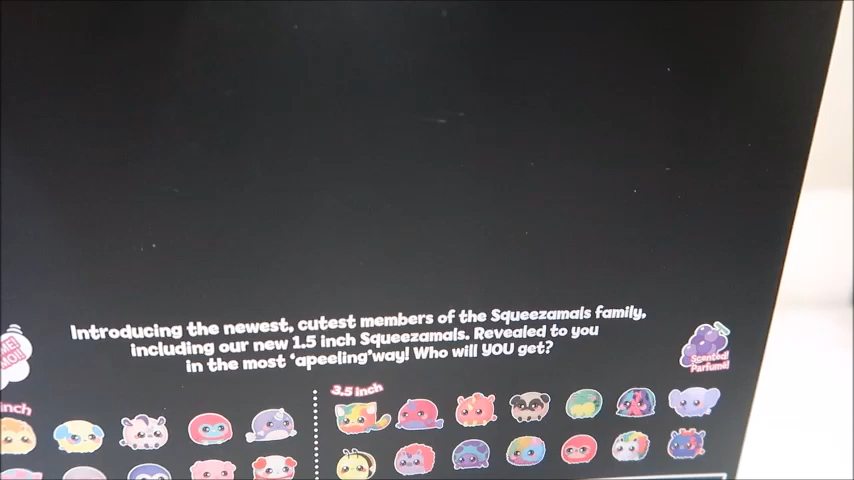 Introducing the newest, cutest members of the Squeezamals family,
including our new 1.5 inch Squeezamals. Revealed to you
in the most 'apeeling'way! Who will YOU get?
Scented!
Parfumé!
inch
3.5 inch